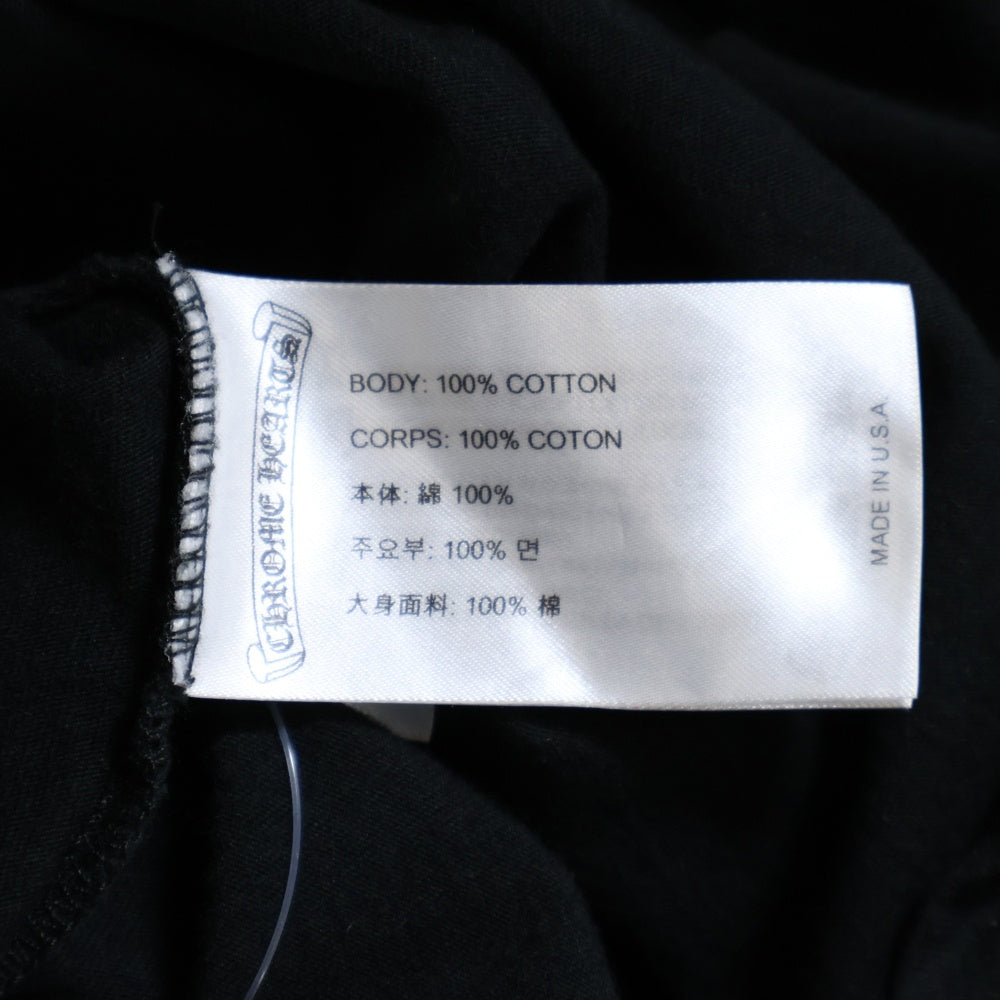 CHROME HEARTS
BODY: 100% COTTON
CORPS: 100% COTON
本体: 綿 100%
주요부: 100% 면
大身面料: 100% 棉
MADE IN U.S.A